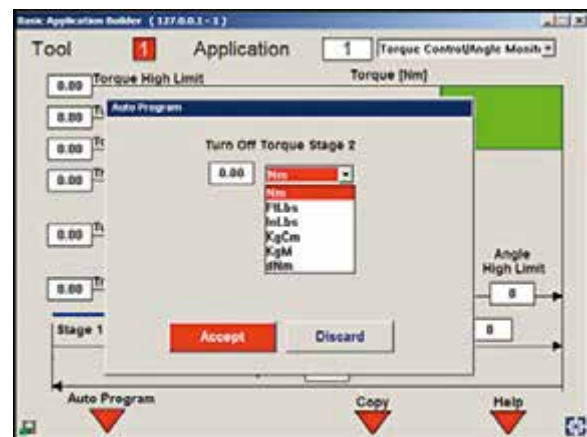 Basic Application Builder ( 127.0.0.1 - 1 )
Tool 1 Application 1 Torque Control/Angle Monit
0.00 Torque High Limit
Torque [Nm]
0.00
0.00
0.00
0.00
0.00
Auto Program
Turn Off Torque Stage 2
0.00 Nm
Nm
FtLbs
InLbs
KgCm
KgM
dNm
Accept Discard
Angle
High Limit
0
Stage 1
0
Auto Program Copy Help